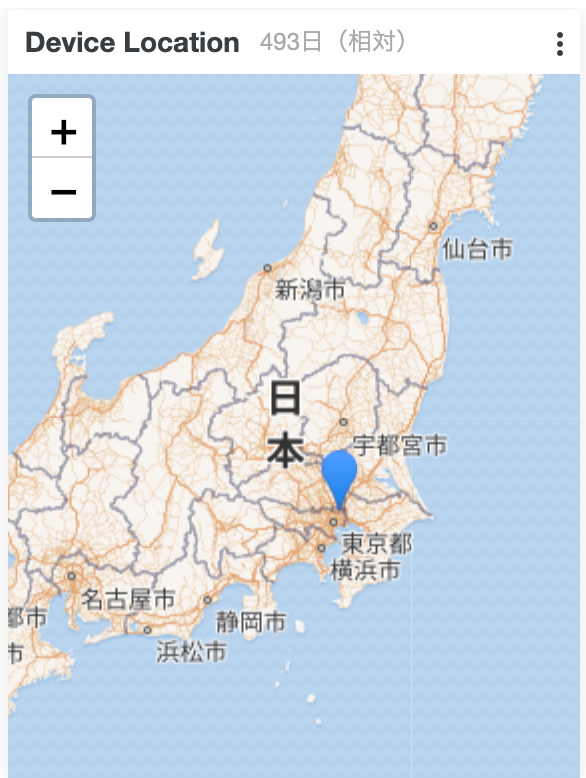 Device Location 493日（相対）
+
−
仙台市
新潟市
日
本
宇都宮市
東京都
横浜市
名古屋市
都市
静岡市
市
浜松市